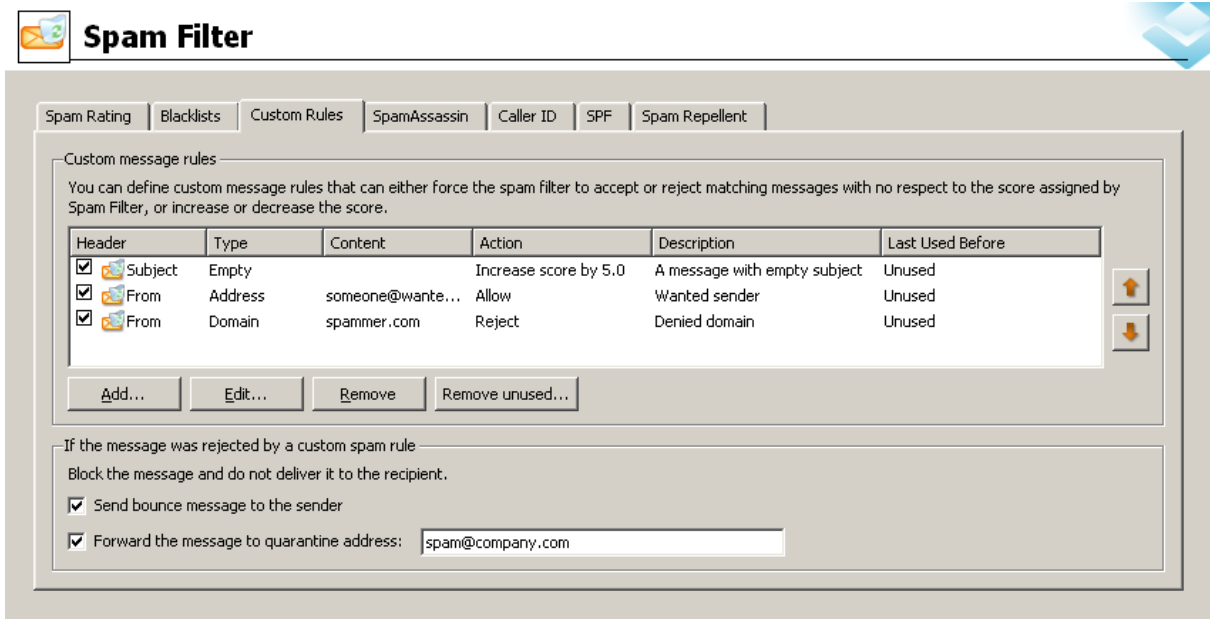 Spam Filter
Spam Rating Blacklists Custom Rules SpamAssassin Caller ID SPF Spam Repellent
Custom message rules
You can define custom message rules that can either force the spam filter to accept or reject matching messages with no respect to the score assigned by
Spam Filter, or increase or decrease the score.
Header Type Content Action Description Last Used Before
Subject Empty Increase score by 5.0 A message with empty subject Unused
From Address someone@wante... Allow Wanted sender Unused
From Domain spammer.com Reject Denied domain Unused
Add... Edit... Remove Remove unused...
If the message was rejected by a custom spam rule
Block the message and do not deliver it to the recipient.
Send bounce message to the sender
Forward the message to quarantine address: spam@company.com